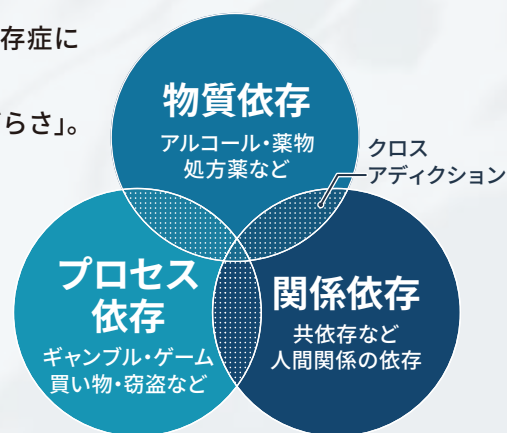 存症に
づらさ」。
物質依存
アルコール・薬物
処方薬など
クロス
アディクション
プロセス
依存
ギャンブル・ゲーム
買い物・窃盗など
関係依存
共依存など
人間関係の依存